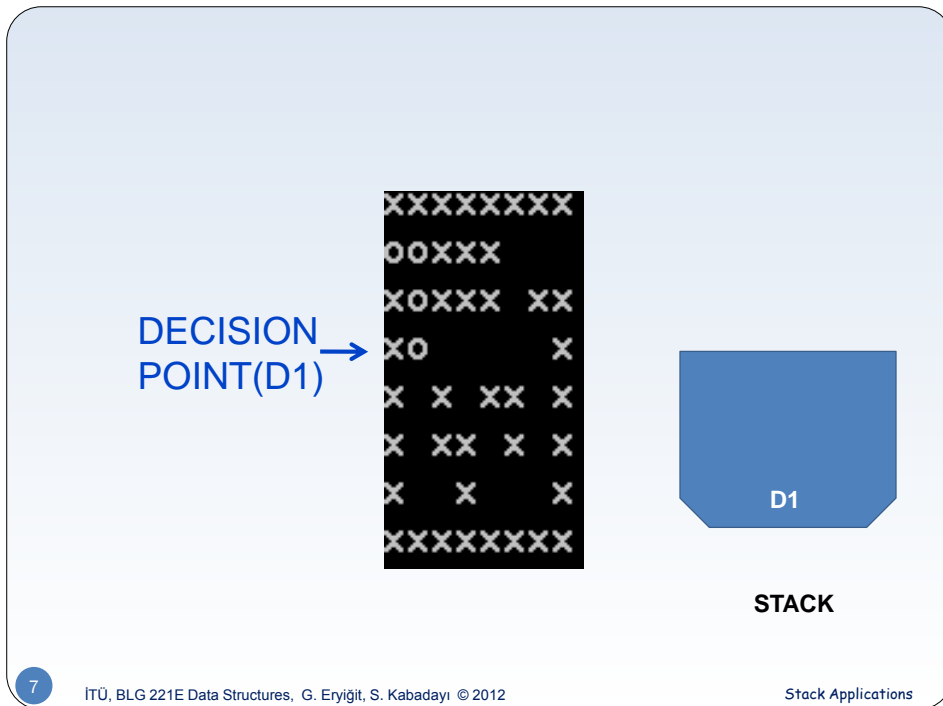 XXXXXXXX
OOXXX
XOXXX XX
XO     X
X X XX X
X XX X X
X  X   X
XXXXXXXX
DECISION
POINT(D1)
D1
STACK
7
İTÜ, BLG 221E Data Structures, G. Eryiğit, S. Kabadayı © 2012
Stack Applications